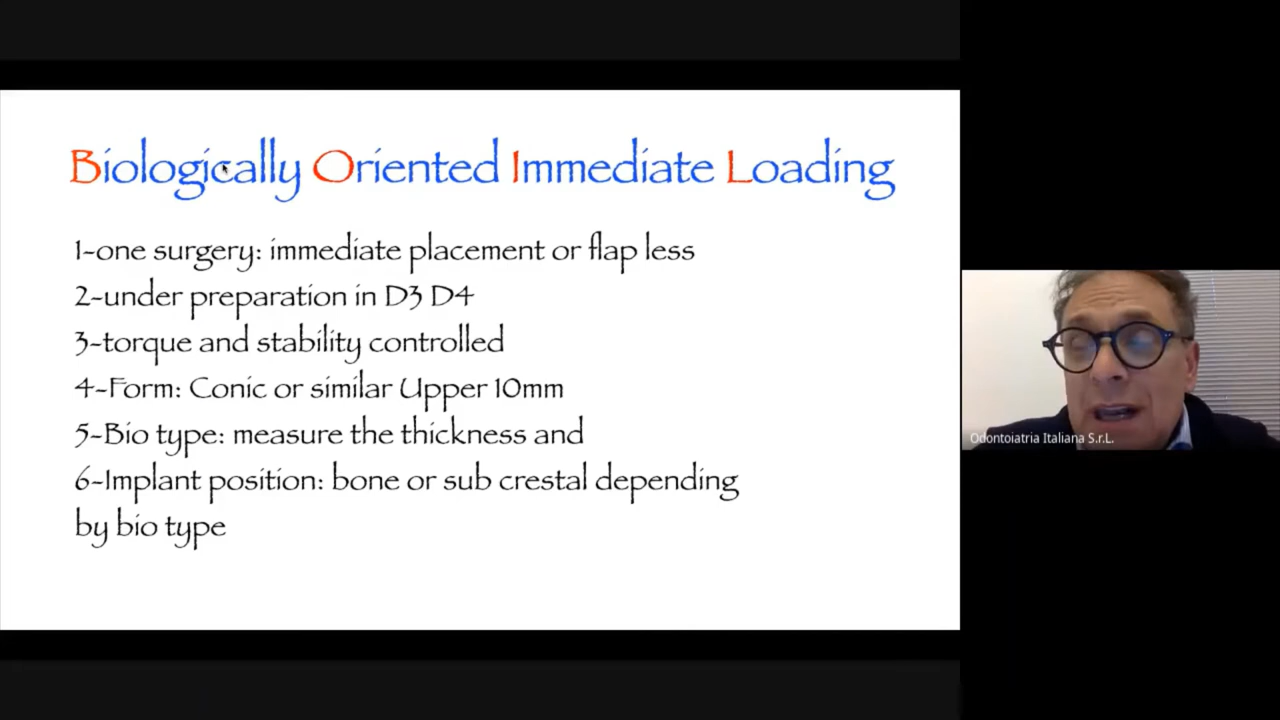 Biologically Oriented Immediate Loading
1-one surgery: immediate placement or flap less
2-under preparation in D3 D4
3-torque and stability controlled
4-Form: Conic or similar Upper 10mm
5-Bio type: measure the thickness and
6-Implant position: bone or sub crestal depending
by bio type
Odontoiatria Italiana S.r.L.